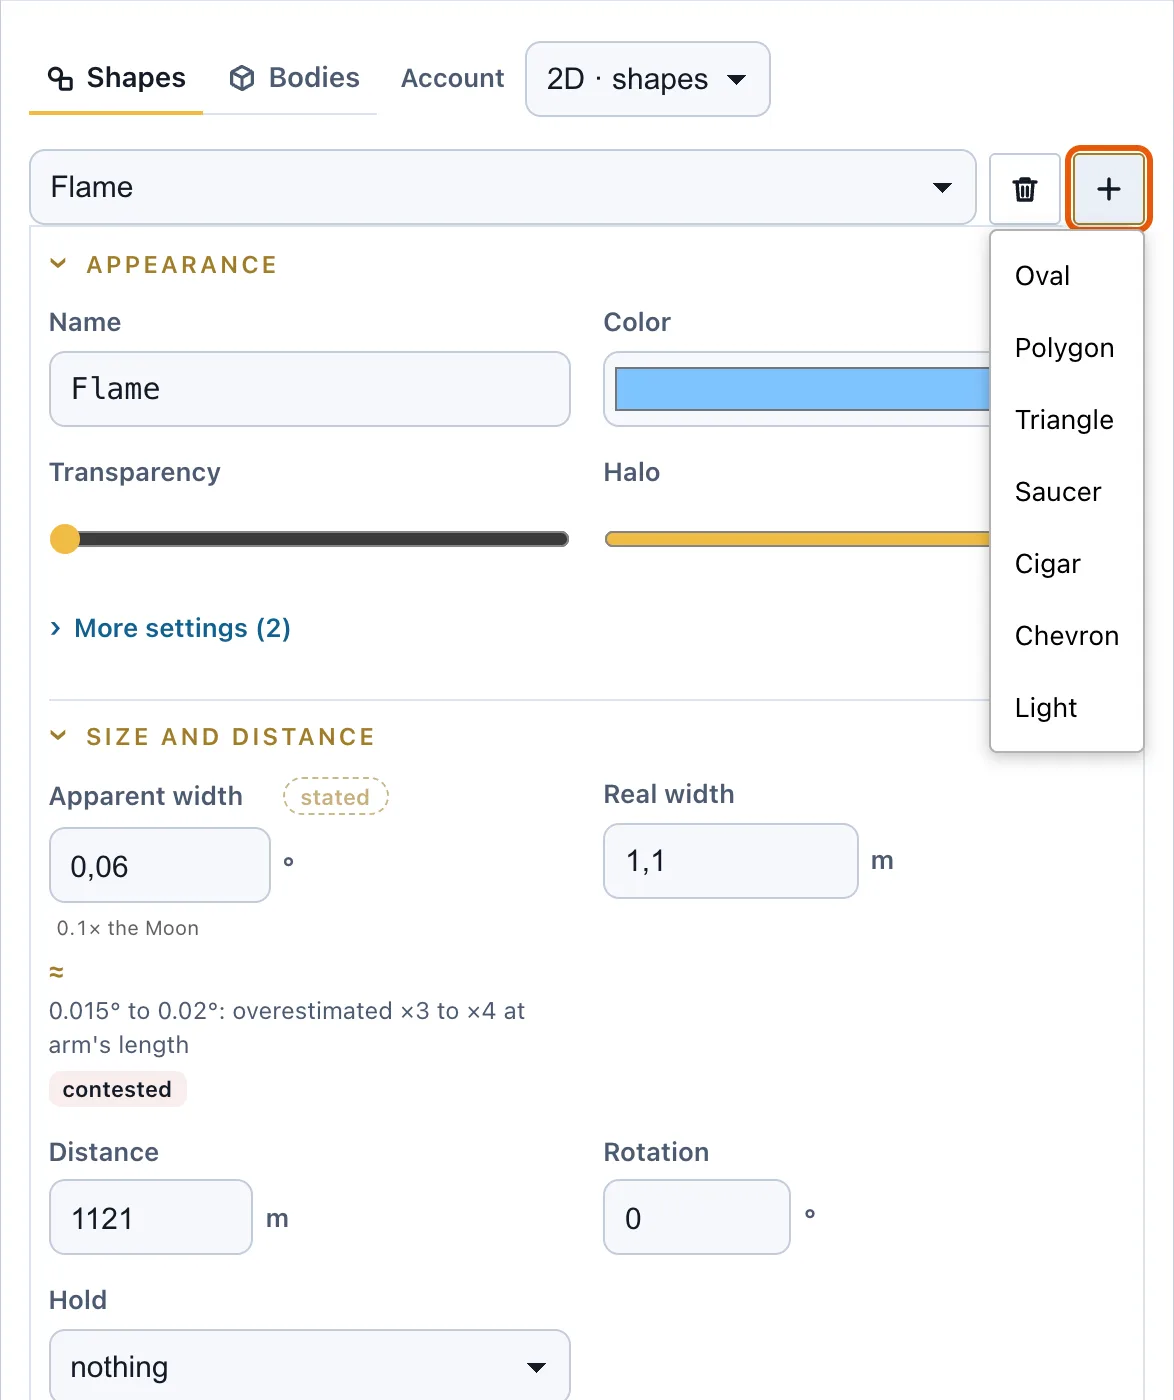 Shapes Bodies Account 2D · shapes
Flame
APPEARANCE
Name Color
Flame
Transparency Halo
More settings (2)
Oval
Polygon
Triangle
Saucer
Cigar
Chevron
Light
SIZE AND DISTANCE
Apparent width stated Real width
0,06 ° 1,1 m
0.1× the Moon
≈
0.015° to 0.02°: overestimated ×3 to ×4 at
arm's length
contested
Distance Rotation
1121 m 0 °
Hold
nothing